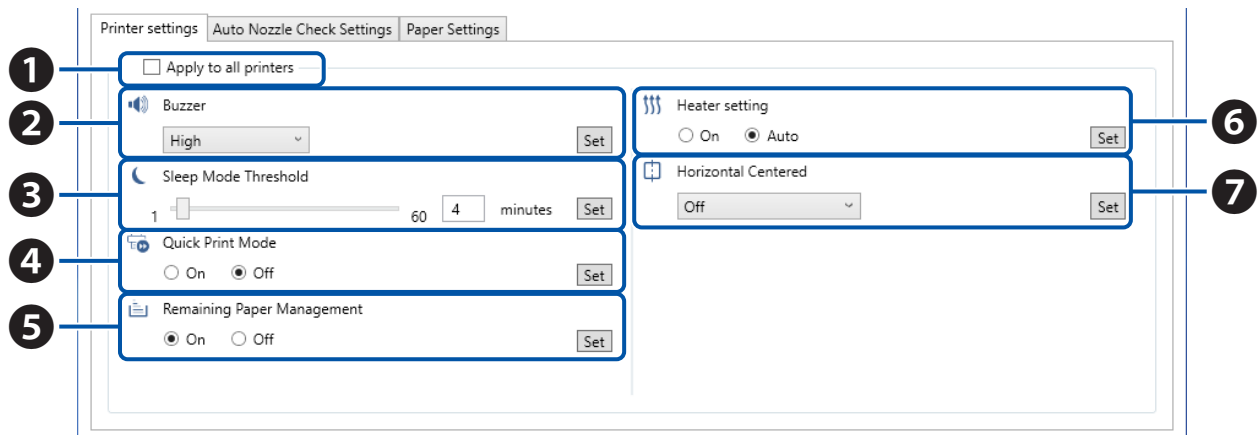 Printer settings Auto Nozzle Check Settings Paper Settings
1 Apply to all printers
2 Buzzer
High Set
3 Sleep Mode Threshold
1 60 4 minutes Set
4 Quick Print Mode
On Off Set
5 Remaining Paper Management
On Off Set
Heater setting 6
On Auto Set
Horizontal Centered 7
Off Set